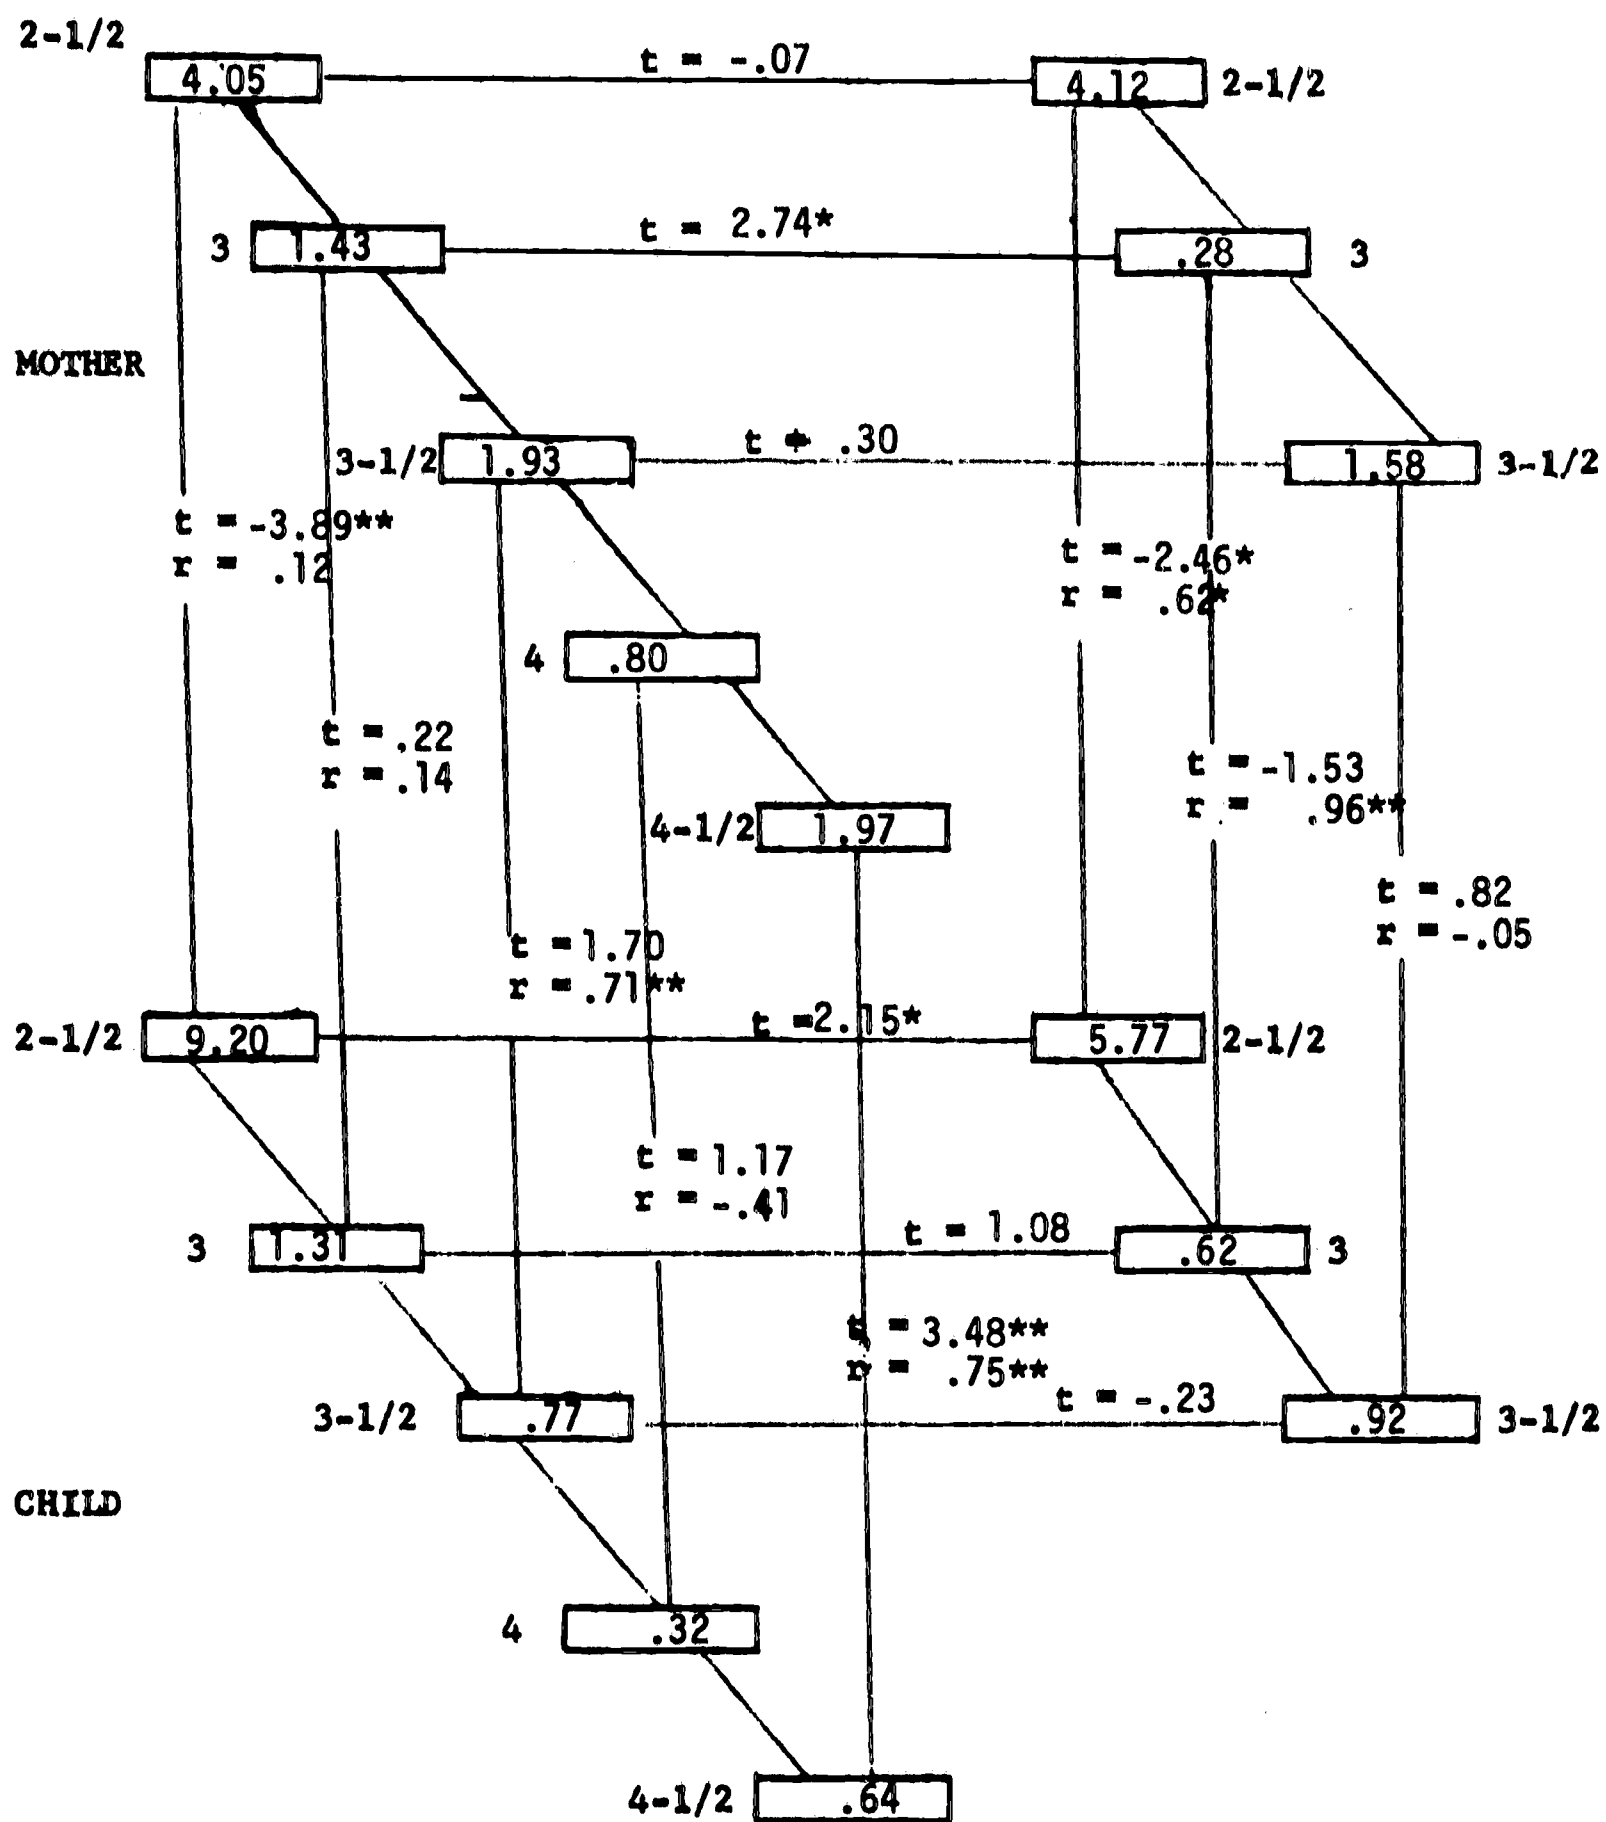 2-1/2
4.05 t = -.07 4.12 2-1/2
3 1.43 t = 2.74* .28 3
MOTHER
3-1/2 1.93 t = .30 1.58 3-1/2
t = -3.89**
r = .12
t = -2.46*
r = .62*
4 .80
t = .22
r = .14
t = -1.53
r = .96**
4-1/2 1.97
t = .82
r = -.05
t = 1.70
r = .71**
2-1/2 9.20 t = 2.15* 5.77 2-1/2
t = 1.17
r = -.41
3 1.31 t = 1.08 .62 3
t = 3.48**
r = .75**
3-1/2 .77 t = -.23 .92 3-1/2
CHILD
4 .32
4-1/2 .64